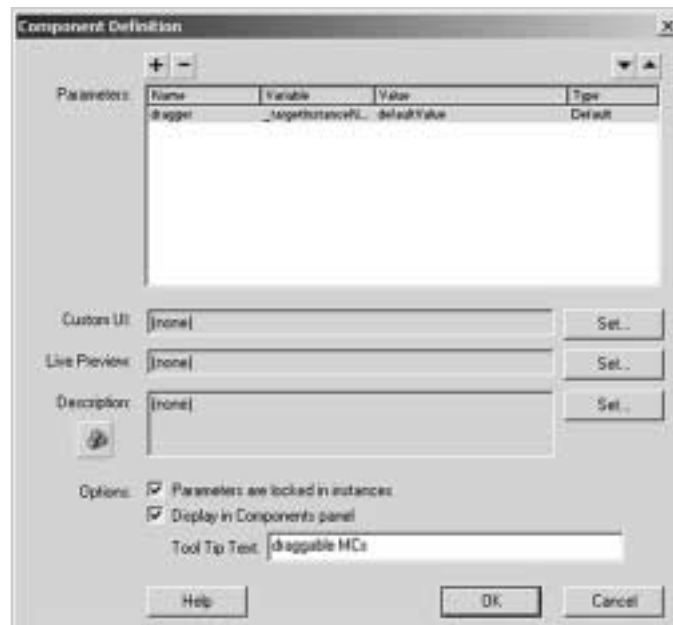 Component Definition
Parameters:
Name Variable Value Type
dragger _targetInstanceN... defaultValue Default
Custom UI: (none) Set...
Live Preview: (none) Set...
Description: (none) Set...
Options: Parameters are locked in instances
Display in Components panel
Tool Tip Text: draggable MCs
Help OK Cancel